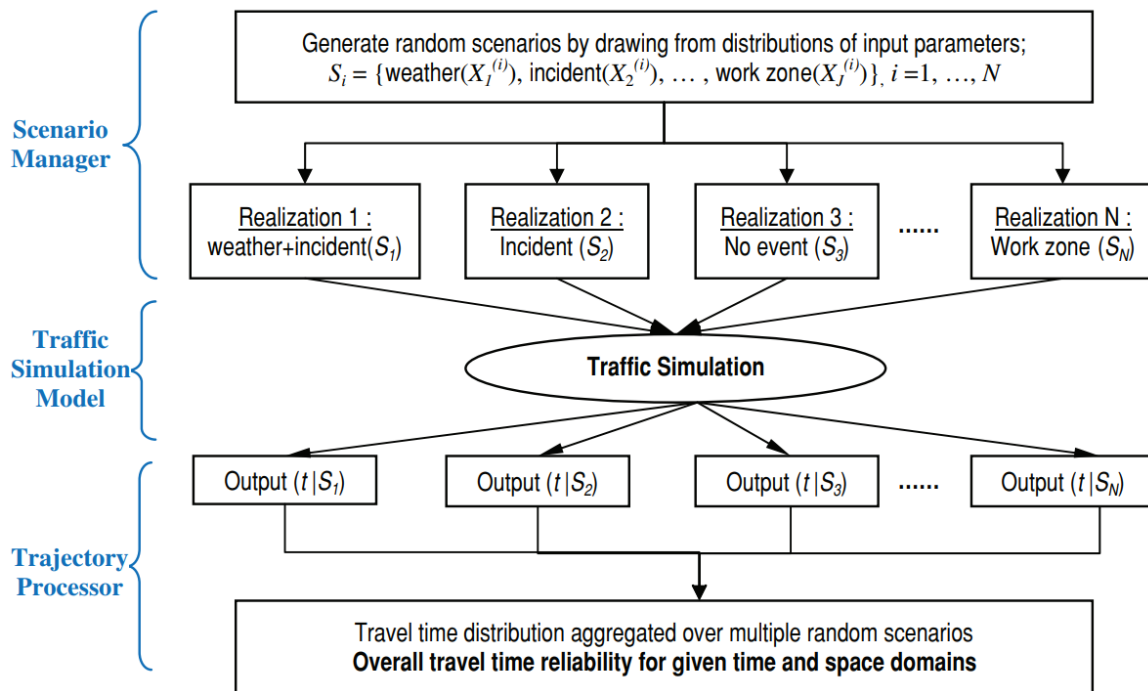 Generate random scenarios by drawing from distributions of input parameters;
Sᵢ = {weather(X₁⁽ⁱ⁾), incident(X₂⁽ⁱ⁾), … , work zone(X_J⁽ⁱ⁾)}, i =1, …, N
Scenario
Manager
Realization 1 :
weather+incident(S₁)
Realization 2 :
Incident (S₂)
Realization 3 :
No event (S₃)
......
Realization N :
Work zone (S_N)
Traffic
Simulation
Model
Traffic Simulation
Output (t |S₁)
Output (t |S₂)
Output (t |S₃)
......
Output (t |S_N)
Trajectory
Processor
Travel time distribution aggregated over multiple random scenarios
Overall travel time reliability for given time and space domains